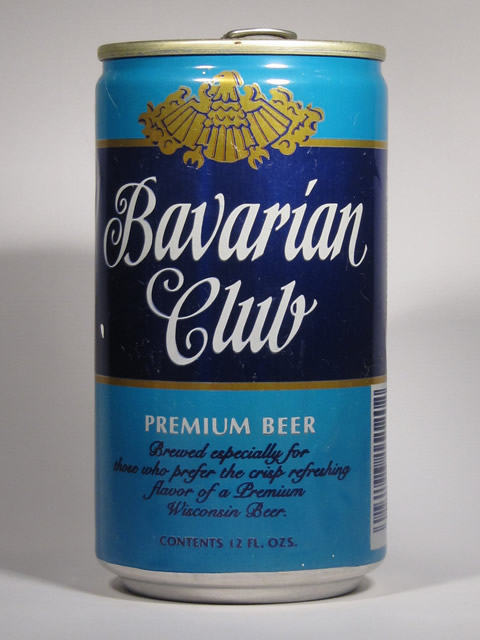 Bavarian
Club
PREMIUM BEER
Brewed especially for
those who prefer the crisp refreshing
flavor of a Premium
Wisconsin Beer.
CONTENTS 12 FL. OZS.